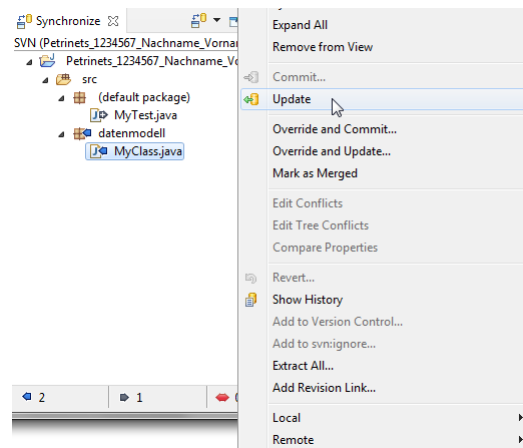 Synchronize
SVN (Petrinets_1234567_Nachname_Vornar
Petrinets_1234567_Nachname_Vo
src
(default package)
MyTest.java
datenmodell
MyClass.java
2
1
Expand All
Remove from View
Commit...
Update
Override and Commit...
Override and Update...
Mark as Merged
Edit Conflicts
Edit Tree Conflicts
Compare Properties
Revert...
Show History
Add to Version Control...
Add to svn:ignore...
Extract All...
Add Revision Link...
Local
Remote